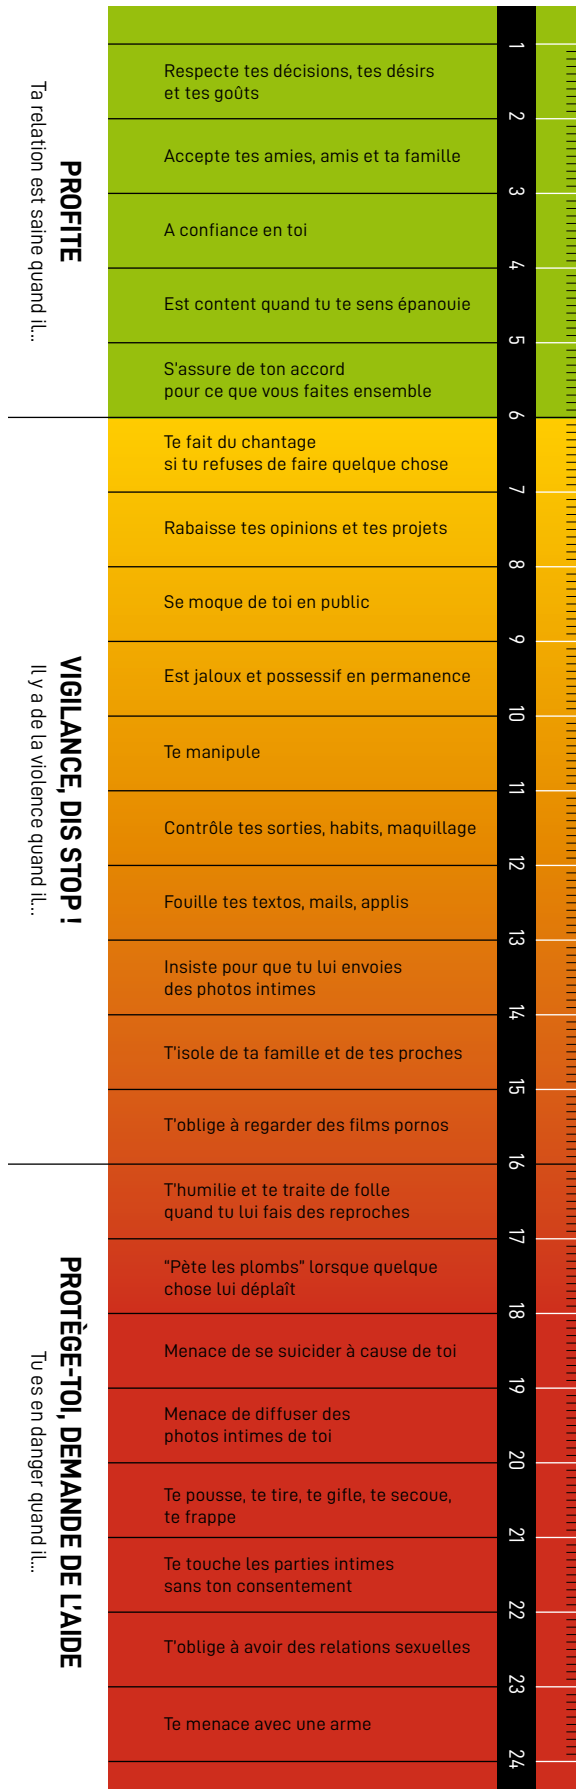 PROFITE
Ta relation est saine quand il...
1
Respecte tes décisions, tes désirs
et tes goûts
2
Accepte tes amies, amis et ta famille
3
A confiance en toi
4
Est content quand tu te sens épanouie
5
S'assure de ton accord
pour ce que vous faites ensemble
6
VIGILANCE, DIS STOP !
Il y a de la violence quand il...
Te fait du chantage
si tu refuses de faire quelque chose
7
Rabaisse tes opinions et tes projets
8
Se moque de toi en public
9
Est jaloux et possessif en permanence
10
Te manipule
11
Contrôle tes sorties, habits, maquillage
12
Fouille tes textos, mails, applis
13
Insiste pour que tu lui envoies
des photos intimes
14
T'isole de ta famille et de tes proches
15
T'oblige à regarder des films pornos
16
PROTÈGE-TOI, DEMANDE DE L'AIDE
Tu es en danger quand il...
T'humilie et te traite de folle
quand tu lui fais des reproches
17
"Pète les plombs" lorsque quelque
chose lui déplaît
18
Menace de se suicider à cause de toi
19
Menace de diffuser des
photos intimes de toi
20
Te pousse, te tire, te gifle, te secoue,
te frappe
21
Te touche les parties intimes
sans ton consentement
22
T'oblige à avoir des relations sexuelles
23
Te menace avec une arme
24